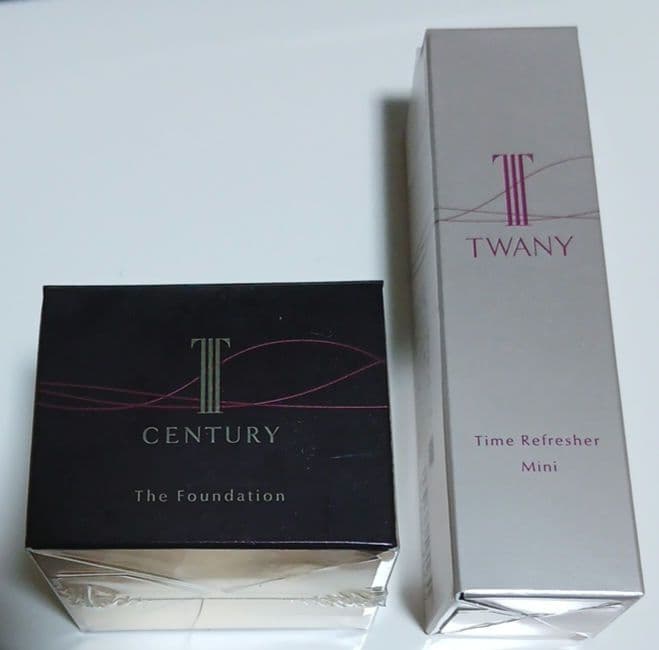 T
CENTURY
The Foundation
T
TWANY
Time Refresher
Mini